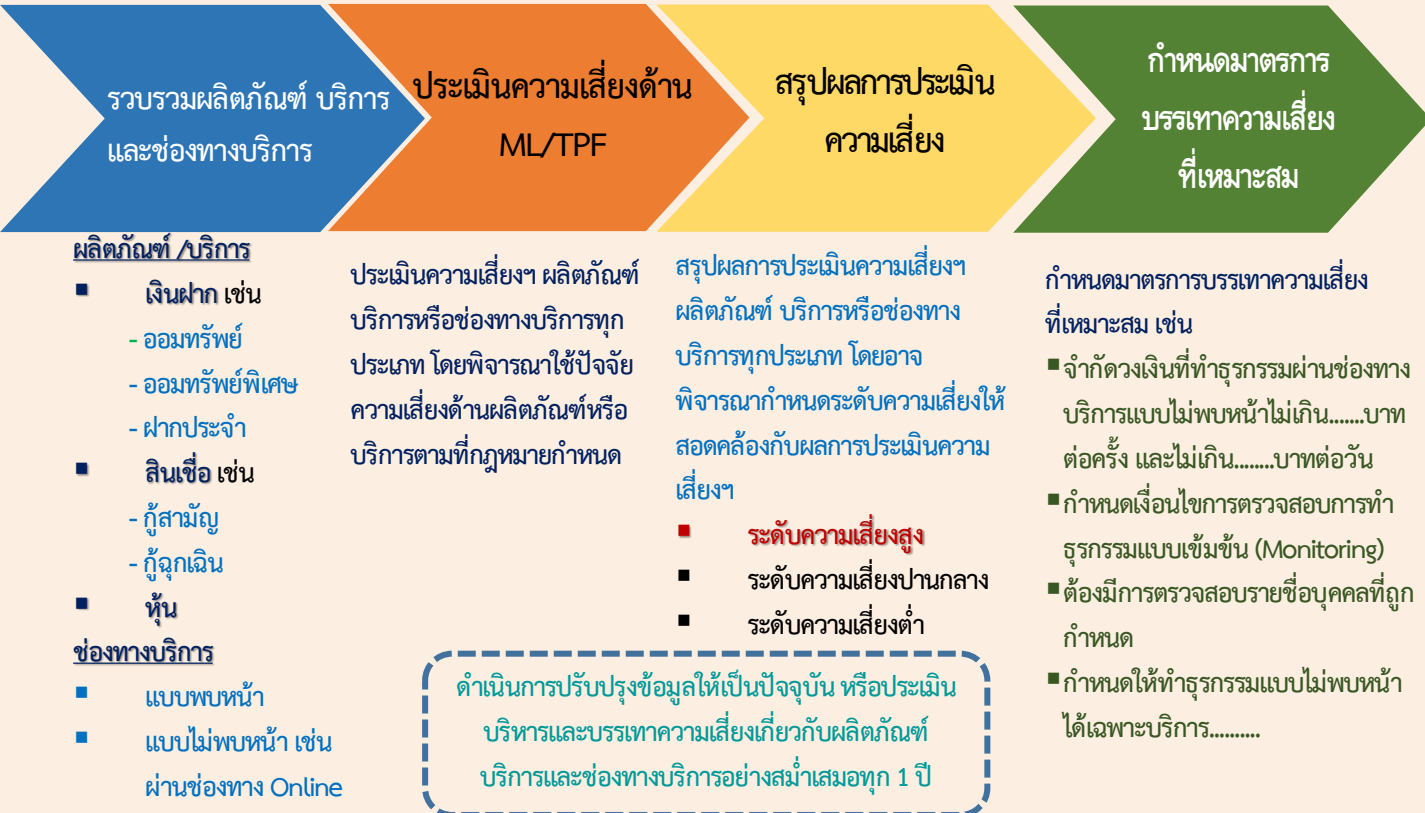 รวบรวมผลิตภัณฑ์ บริการ
และช่องทางบริการ
ประเมินความเสี่ยงด้าน
ML/TPF
สรุปผลการประเมิน
ความเสี่ยง
กำหนดมาตรการ
บรรเทาความเสี่ยง
ที่เหมาะสม
ผลิตภัณฑ์ /บริการ
▪ เงินฝาก เช่น
- ออมทรัพย์
- ออมทรัพย์พิเศษ
- ฝากประจำ
▪ สินเชื่อ เช่น
- กู้สามัญ
- กู้ฉุกเฉิน
▪ หุ้น
ช่องทางบริการ
▪ แบบพบหน้า
▪ แบบไม่พบหน้า เช่น
ผ่านช่องทาง Online
ประเมินความเสี่ยงฯ ผลิตภัณฑ์
บริการหรือช่องทางบริการทุก
ประเภท โดยพิจารณาใช้ปัจจัย
ความเสี่ยงด้านผลิตภัณฑ์หรือ
บริการตามที่กฎหมายกำหนด
สรุปผลการประเมินความเสี่ยงฯ
ผลิตภัณฑ์ บริการหรือช่องทาง
บริการทุกประเภท โดยอาจ
พิจารณากำหนดระดับความเสี่ยงให้
สอดคล้องกับผลการประเมินความ
เสี่ยงฯ
▪ ระดับความเสี่ยงสูง
▪ ระดับความเสี่ยงปานกลาง
▪ ระดับความเสี่ยงต่ำ
กำหนดมาตรการบรรเทาความเสี่ยง
ที่เหมาะสม เช่น
▪ จำกัดวงเงินที่ทำธุรกรรมผ่านช่องทาง
บริการแบบไม่พบหน้าไม่เกิน.......บาท
ต่อครั้ง และไม่เกิน........บาทต่อวัน
▪ กำหนดเงื่อนไขการตรวจสอบการทำ
ธุรกรรมแบบเข้มข้น (Monitoring)
▪ ต้องมีการตรวจสอบรายชื่อบุคคลที่ถูก
กำหนด
▪ กำหนดให้ทำธุรกรรมแบบไม่พบหน้า
ได้เฉพาะบริการ..........
ดำเนินการปรับปรุงข้อมูลให้เป็นปัจจุบัน หรือประเมิน
บริหารและบรรเทาความเสี่ยงเกี่ยวกับผลิตภัณฑ์
บริการและช่องทางบริการอย่างสม่ำเสมอทุก 1 ปี